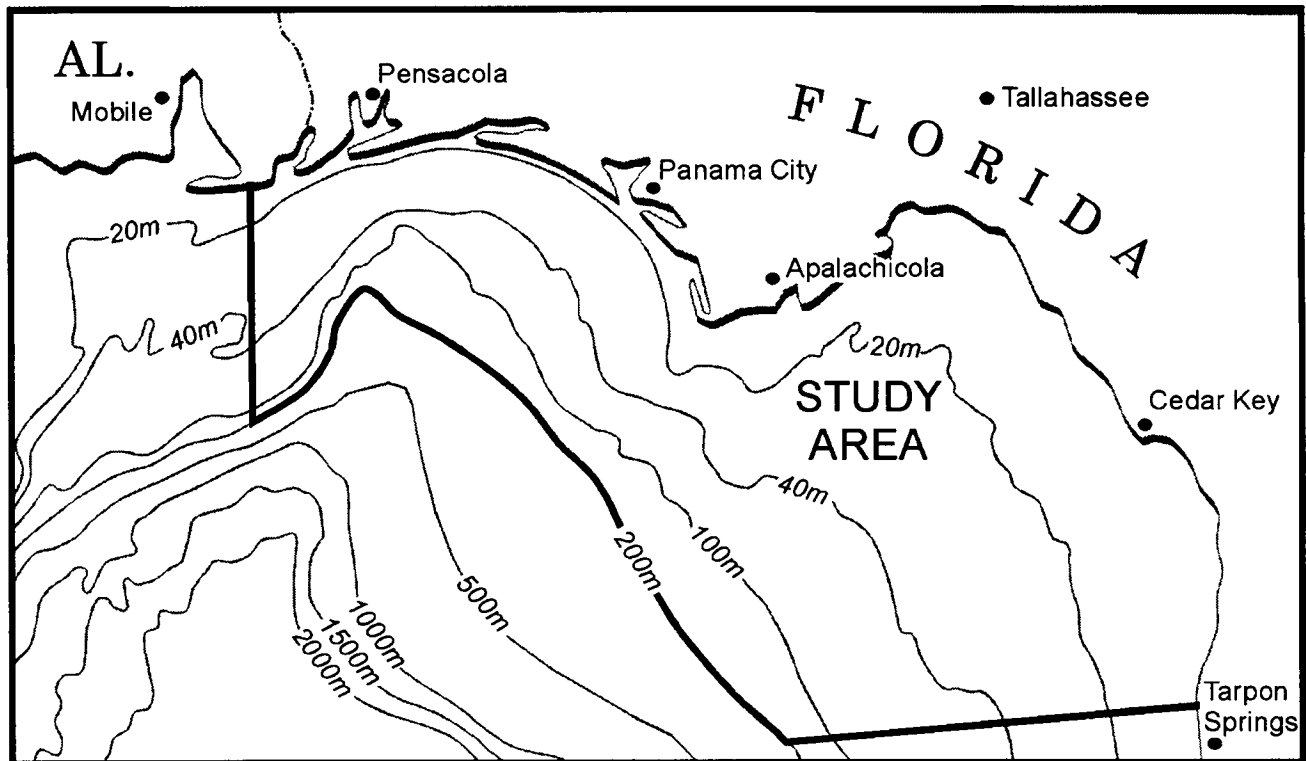 AL.
Mobile
Pensacola
FLORIDA
Tallahassee
Panama City
Apalachicola
20m
40m
20m
STUDY
AREA
Cedar Key
40m
100m
200m
500m
1000m
1500m
2000m
Tarpon
Springs